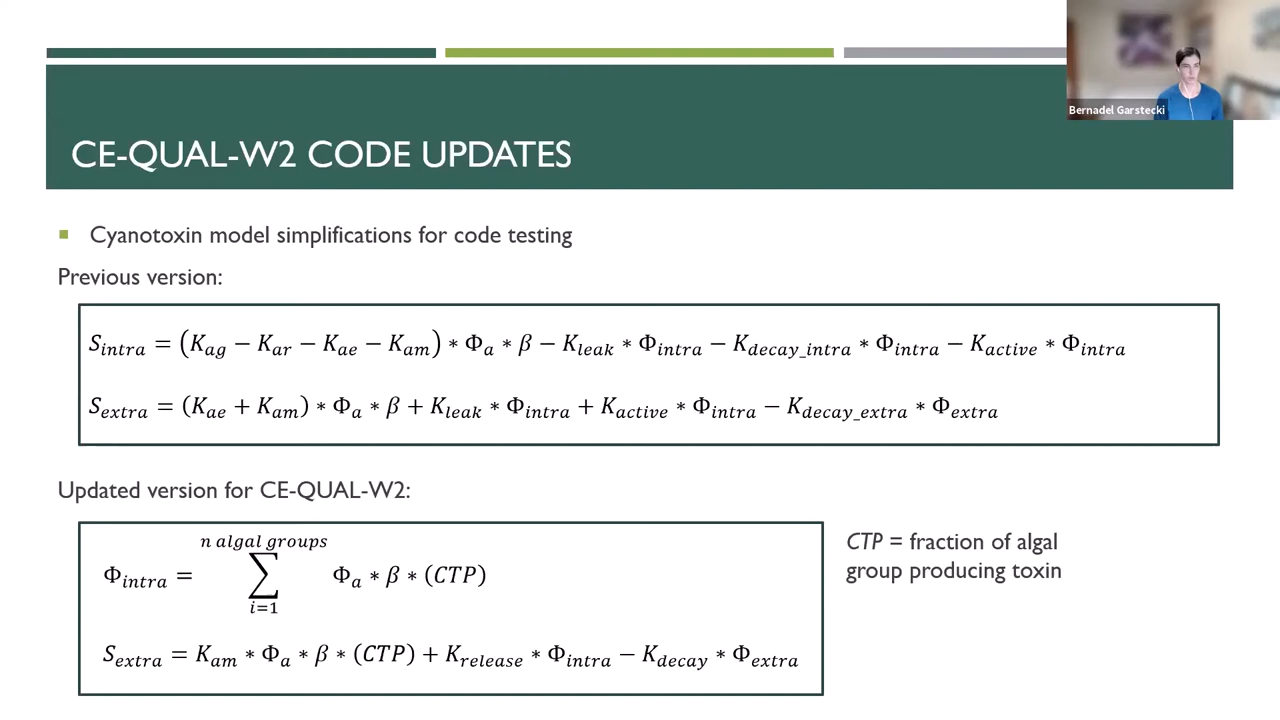 Bernadel Garstecki
CE-QUAL-W2 CODE UPDATES
Cyanotoxin model simplifications for code testing
Previous version:
S_intra = (K_ag − K_ar − K_ae − K_am) * Φ_a * β − K_leak * Φ_intra − K_decay_intra * Φ_intra − K_active * Φ_intra
S_extra = (K_ae + K_am) * Φ_a * β + K_leak * Φ_intra + K_active * Φ_intra − K_decay_extra * Φ_extra
Updated version for CE-QUAL-W2:
n algal groups
Φ_intra = ∑ Φ_a * β * (CTP)
i=1
S_extra = K_am * Φ_a * β * (CTP) + K_release * Φ_intra − K_decay * Φ_extra
CTP = fraction of algal
group producing toxin